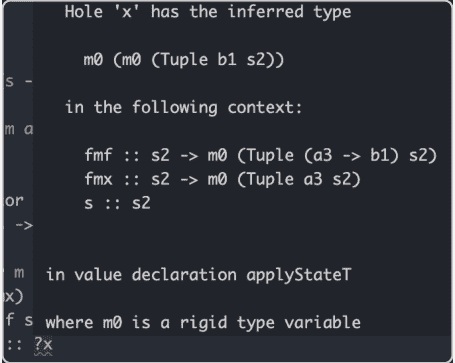 Hole 'x' has the inferred type
m0 (m0 (Tuple b1 s2))
s -
in the following context:
m a
fmf :: s2 -> m0 (Tuple (a3 -> b1) s2)
fmx :: s2 -> m0 (Tuple a3 s2)
or
s :: s2
->
m
in value declaration applyStateT
x)
f s
where m0 is a rigid type variable
:: ?x